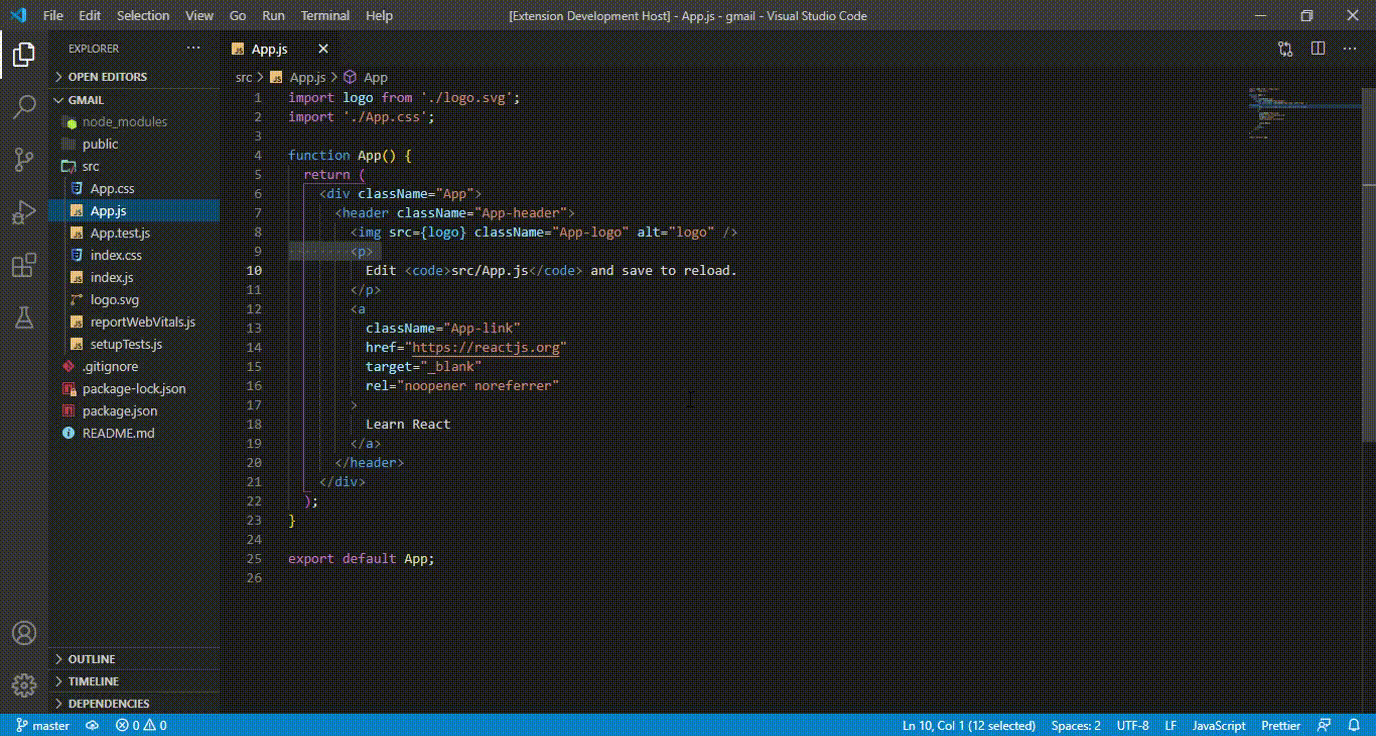 File Edit Selection View Go Run Terminal Help [Extension Development Host] - App.js - gmail - Visual Studio Code
EXPLORER
OPEN EDITORS
GMAIL
node_modules
public
src
App.css
App.js
App.test.js
index.css
index.js
logo.svg
reportWebVitals.js
setupTests.js
.gitignore
package-lock.json
package.json
README.md
OUTLINE
TIMELINE
DEPENDENCIES
App.js
src > App.js > App
1 import logo from './logo.svg';
2 import './App.css';
3
4 function App() {
5 return (
6 <div className="App">
7 <header className="App-header">
8 <img src={logo} className="App-logo" alt="logo" />
9 <p>
10 Edit <code>src/App.js</code> and save to reload.
11 </p>
12 <a
13 className="App-link"
14 href="https://reactjs.org"
15 target="_blank"
16 rel="noopener noreferrer"
17 >
18 Learn React
19 </a>
20 </header>
21 </div>
22 );
23 }
24
25 export default App;
26
master 0 0 Ln 10, Col 1 (12 selected) Spaces: 2 UTF-8 LF JavaScript Prettier